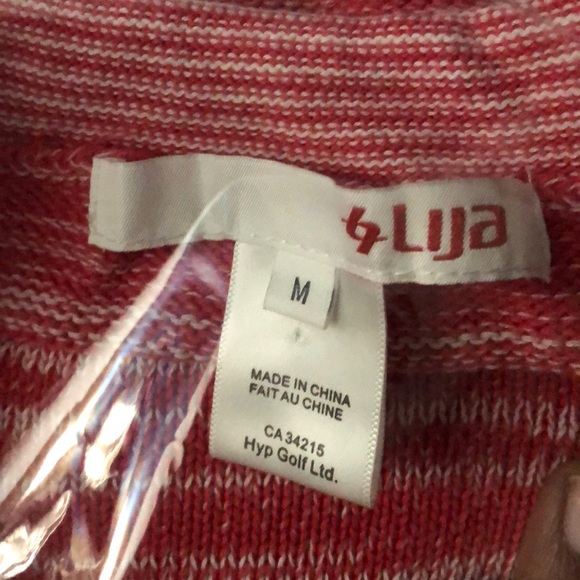 Lija
M
MADE IN CHINA
FAIT AU CHINE
CA 34215
Hyp Golf Ltd.